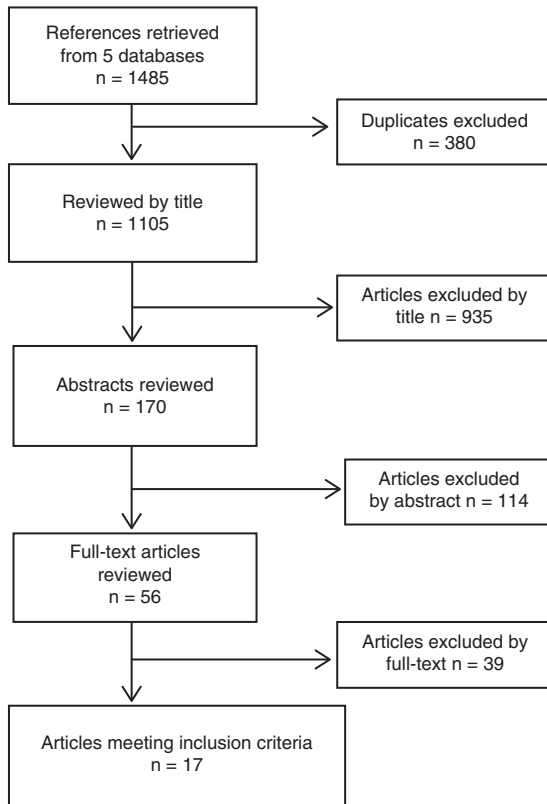 References retrieved
from 5 databases
n = 1485
Duplicates excluded
n = 380
Reviewed by title
n = 1105
Articles excluded by
title n = 935
Abstracts reviewed
n = 170
Articles excluded
by abstract n = 114
Full-text articles
reviewed
n = 56
Articles excluded by
full-text n = 39
Articles meeting inclusion criteria
n = 17